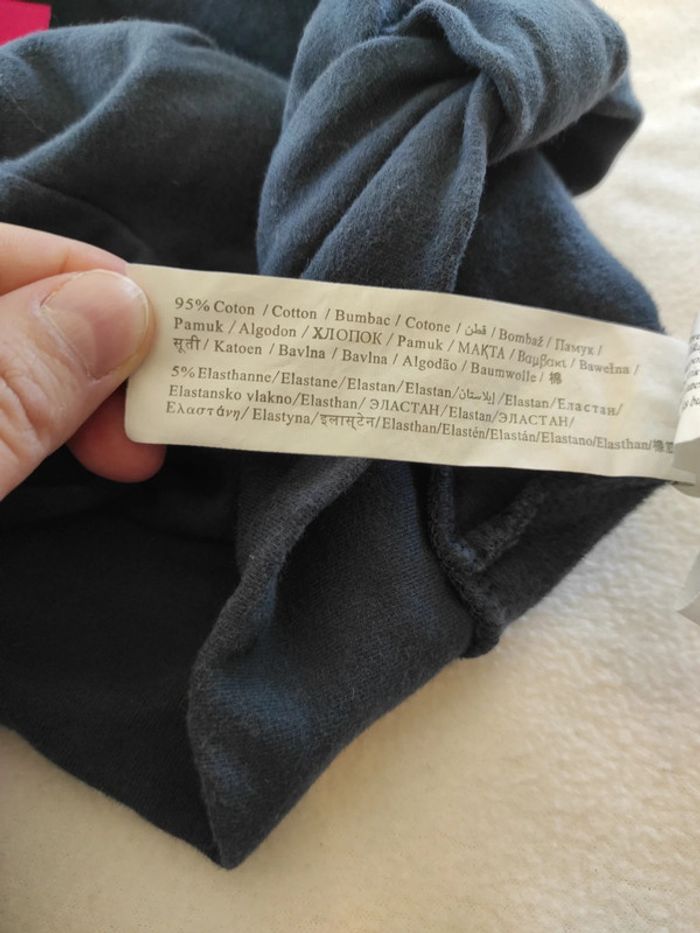 95% Coton / Cotton / Bumbac / Cotone / قطن / Bombaž / Памук /
Pamuk / Algodon / ХЛОПОК / Pamuk / МАҚТА / Βαμβακι / Bawełna /
सूती / Katoen / Bavlna / Bavlna / Algodão / Baumwolle / 棉
5% Elasthanne/Elastane/Elastan/Elastan/إيلاستان/Elastan/Еластан/
Elastansko vlakno/Elasthan/ЭЛАСТАН/Elastan/ЭЛАСТАН/
Ελαστάνη/Elastyna/इलास्टेन/Elasthan/Elastén/Elastán/Elastano/Elasthan/